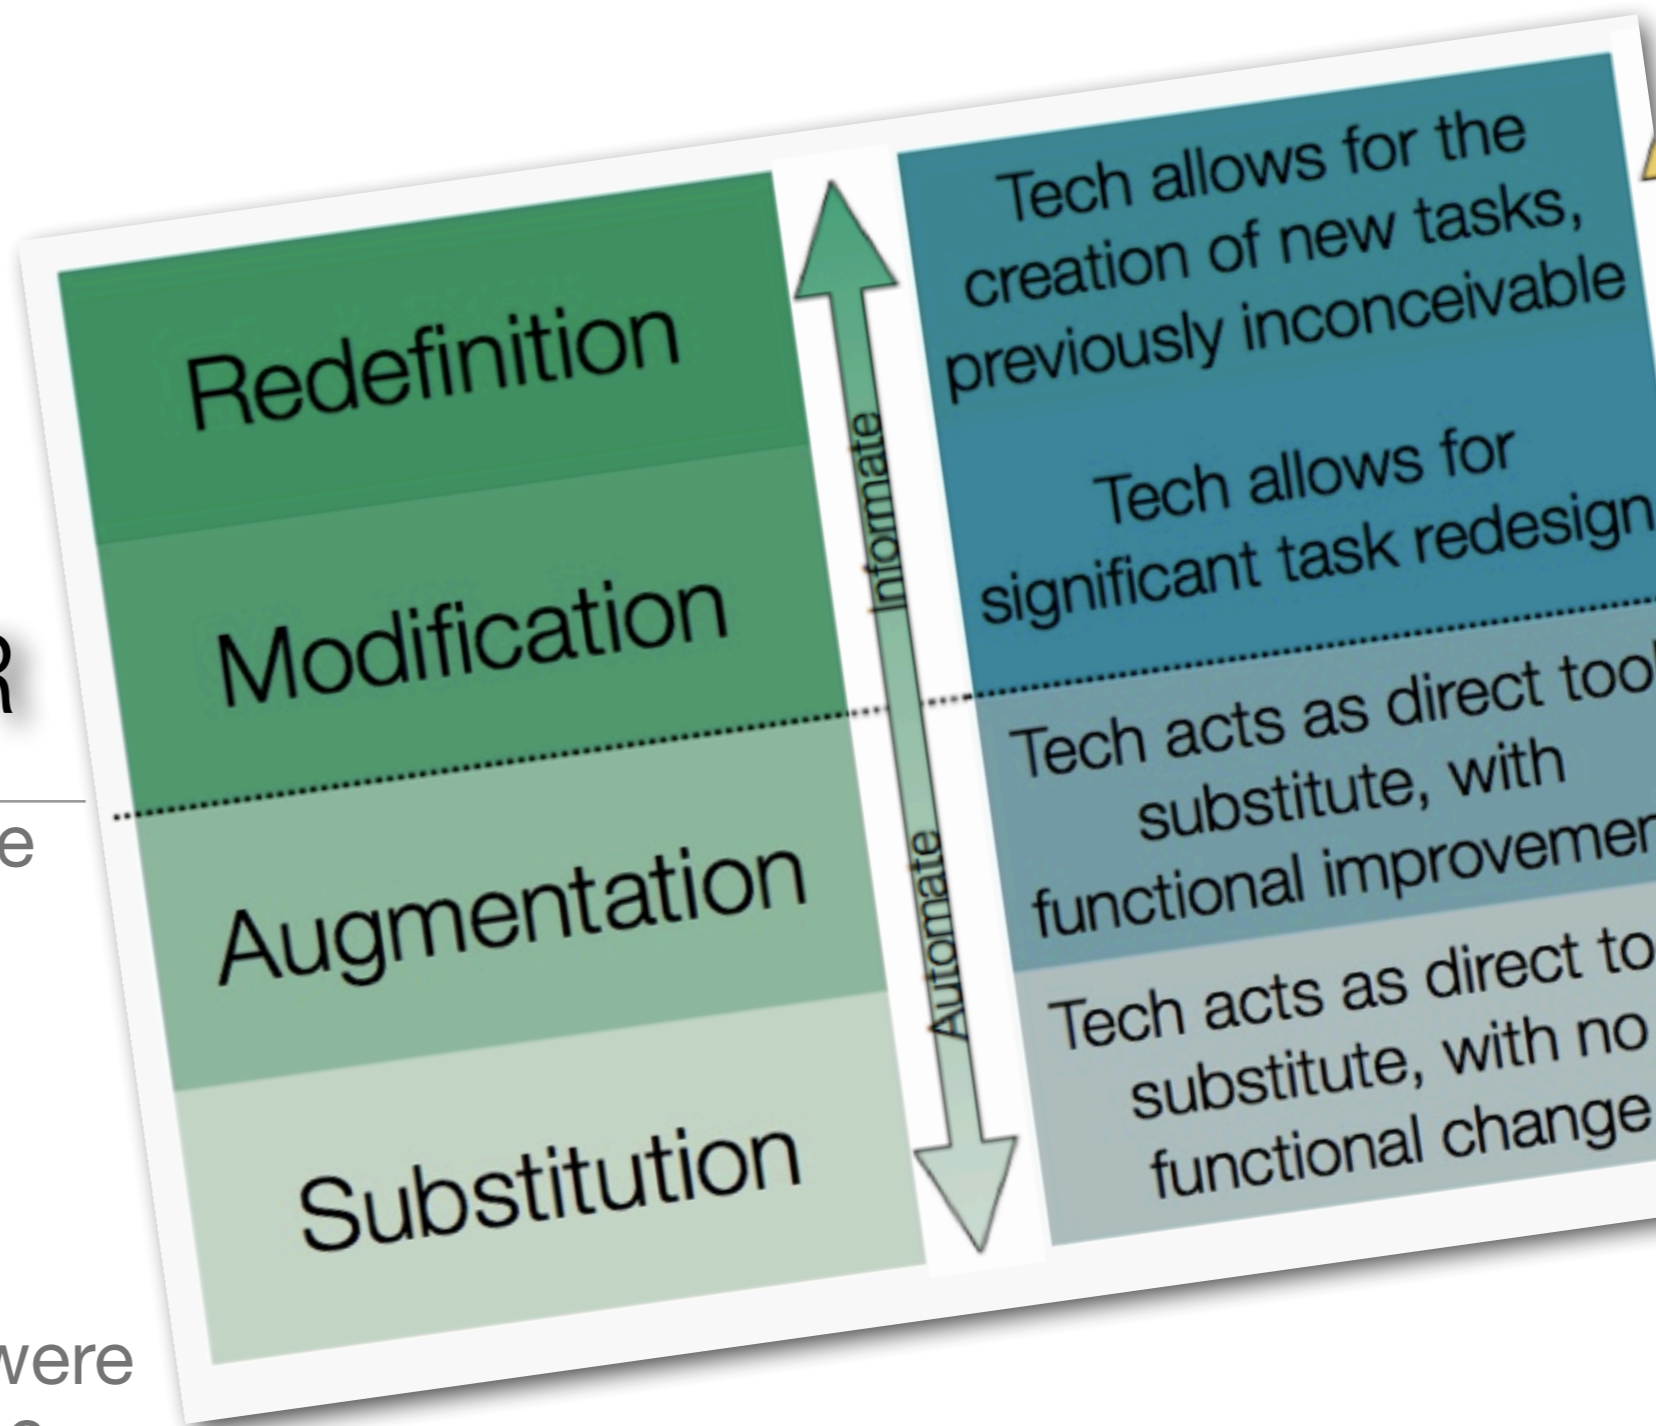 Redefinition
Modification
Augmentation
Substitution
Informate
Automate
Tech allows for the
creation of new tasks,
previously inconceivable
Tech allows for
significant task redesign
Tech acts as direct tool
substitute, with
functional
Tech acts as direct
substitute, with no
functional change
R
e
were